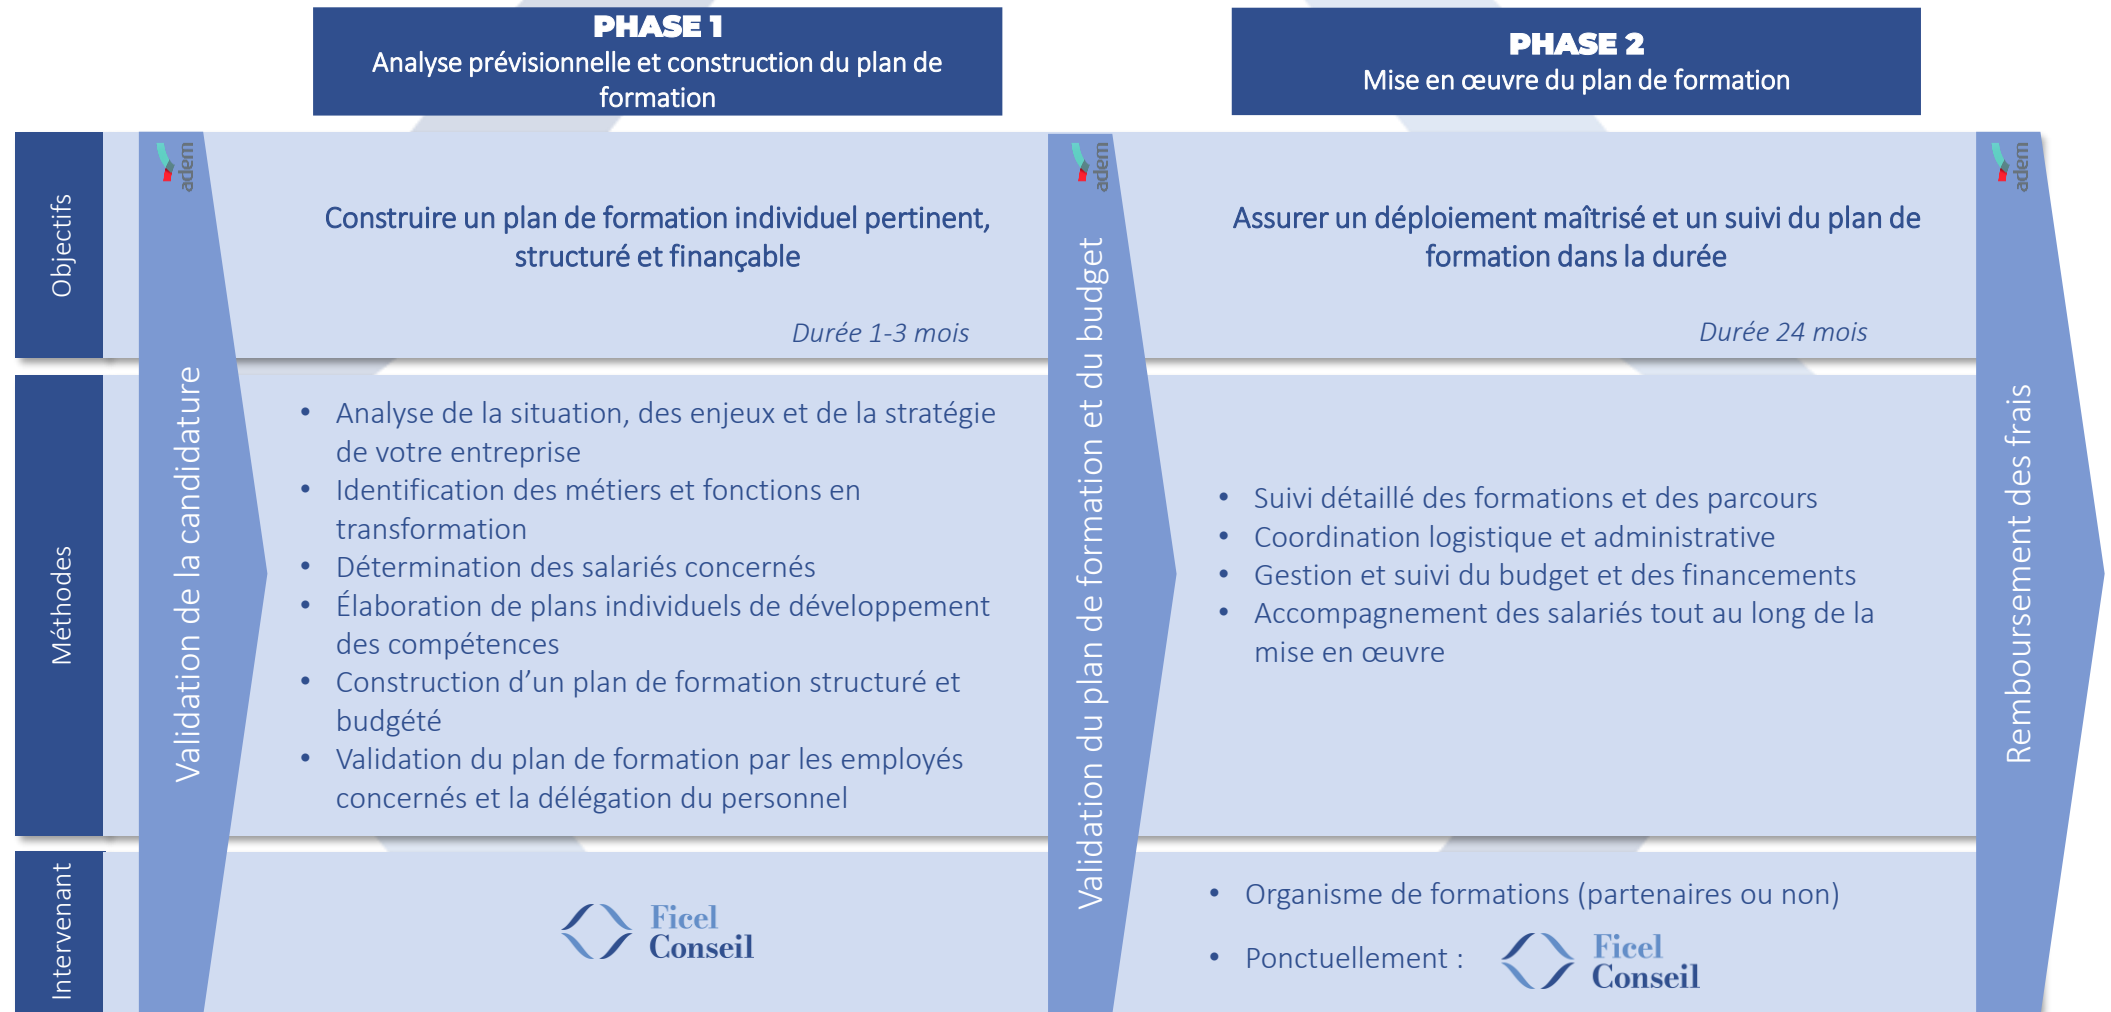 PHASE 1
Analyse prévisionnelle et construction du plan de
formation
PHASE 2
Mise en œuvre du plan de formation
Objectifs
adem
Validation de la candidature
Construire un plan de formation individuel pertinent,
structuré et finançable
Durée 1-3 mois
adem
Validation du plan de formation et du budget
Assurer un déploiement maîtrisé et un suivi du plan de
formation dans la durée
Durée 24 mois
adem
Remboursement des frais
Méthodes
• Analyse de la situation, des enjeux et de la stratégie
de votre entreprise
• Identification des métiers et fonctions en
transformation
• Détermination des salariés concernés
• Élaboration de plans individuels de développement
des compétences
• Construction d’un plan de formation structuré et
budgété
• Validation du plan de formation par les employés
concernés et la délégation du personnel
• Suivi détaillé des formations et des parcours
• Coordination logistique et administrative
• Gestion et suivi du budget et des financements
• Accompagnement des salariés tout au long de la
mise en œuvre
Intervenant
Ficel
Conseil
• Organisme de formations (partenaires ou non)
• Ponctuellement :
Ficel
Conseil